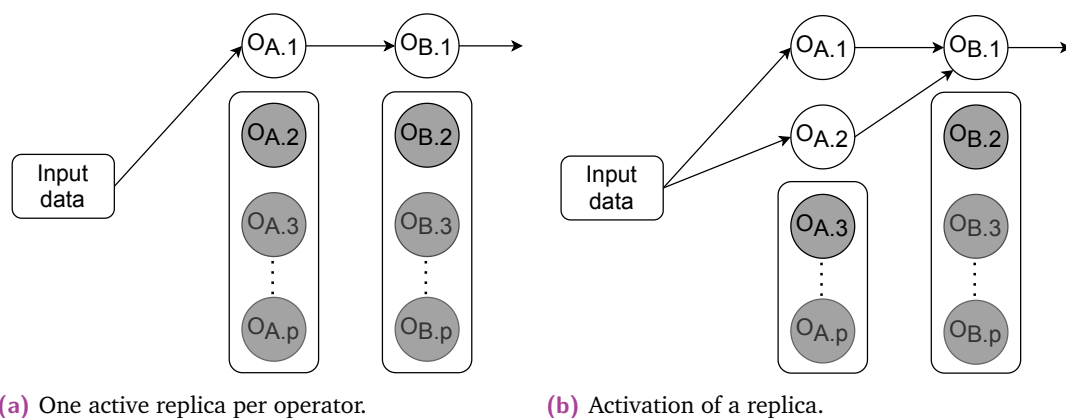 OA.1
OB.1
OA.2
OB.2
Input
data
OA.3
OB.3
OA.p
OB.p
(a) One active replica per operator.
OA.1
OB.1
OA.2
OB.2
Input
data
OA.3
OB.3
OA.p
OB.p
(b) Activation of a replica.